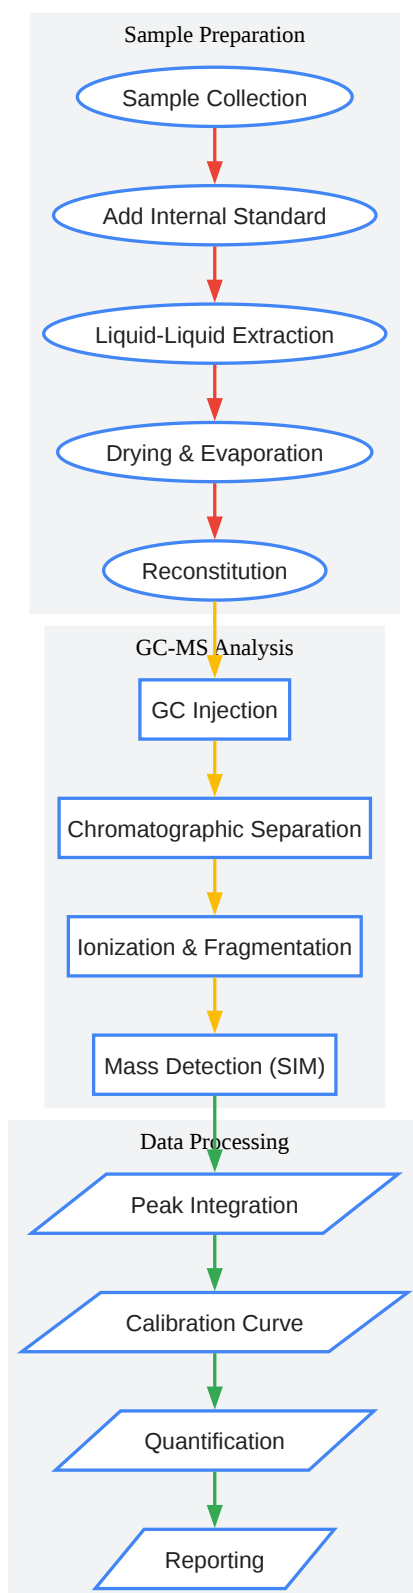 Sample Preparation
Sample Collection
Add Internal Standard
Liquid-Liquid Extraction
Drying & Evaporation
Reconstitution
GC-MS Analysis
GC Injection
Chromatographic Separation
Ionization & Fragmentation
Mass Detection (SIM)
Data Processing
Peak Integration
Calibration Curve
Quantification
Reporting